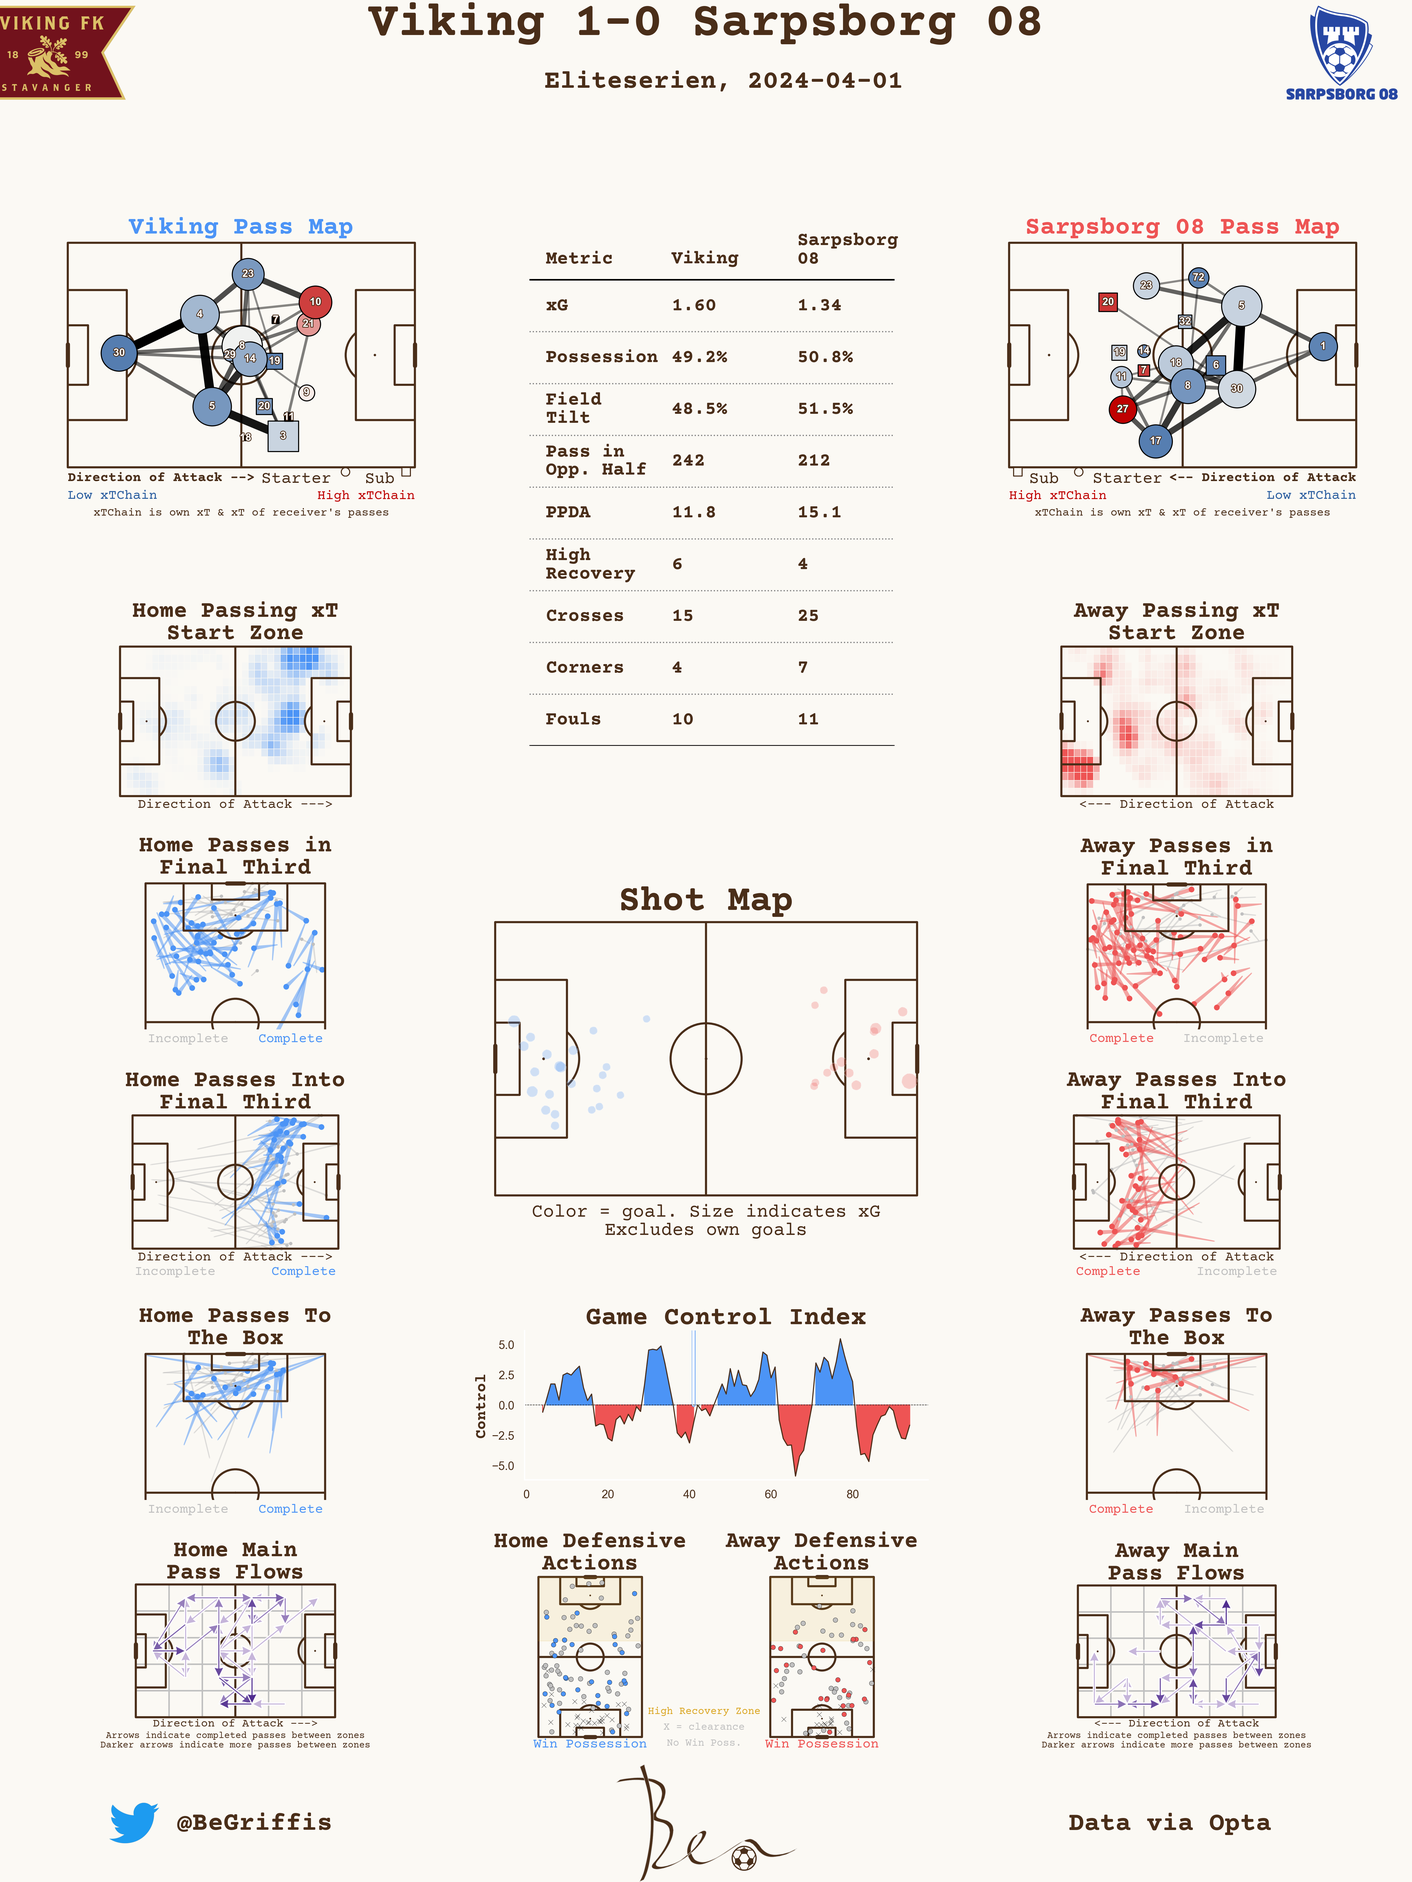 Viking 1-0 Sarpsborg 08
Eliteserien, 2024-04-01
VIKING FK
18 99
STAVANGER
SARPSBORG 08
Viking Pass Map
23
10
4
7
21
8
30
29
14
19
9
5
20
11
18
3
Direction of Attack --> Starter Sub
Low xTChain High xTChain
xTChain is own xT & xT of receiver's passes
Metric Viking Sarpsborg 08
xG 1.60 1.34
Possession 49.2% 50.8%
Field Tilt 48.5% 51.5%
Pass in Opp. Half 242 212
PPDA 11.8 15.1
High Recovery 6 4
Crosses 15 25
Corners 4 7
Fouls 10 11
Sarpsborg 08 Pass Map
72
23
20
5
32
1
19
14
18
6
7
11
8
30
27
17
Sub Starter <-- Direction of Attack
High xTChain Low xTChain
xTChain is own xT & xT of receiver's passes
Home Passing xT
Start Zone
Direction of Attack --->
Away Passing xT
Start Zone
<--- Direction of Attack
Home Passes in
Final Third
Incomplete Complete
Away Passes in
Final Third
Complete Incomplete
Shot Map
Color = goal. Size indicates xG
Excludes own goals
Home Passes Into
Final Third
Direction of Attack --->
Incomplete Complete
Away Passes Into
Final Third
<--- Direction of Attack
Complete Incomplete
Home Passes To
The Box
Incomplete Complete
Game Control Index
Control
5.0
2.5
0.0
−2.5
−5.0
0 20 40 60 80
Away Passes To
The Box
Complete Incomplete
Home Main
Pass Flows
Direction of Attack --->
Arrows indicate completed passes between zones
Darker arrows indicate more passes between zones
Home Defensive
Actions
Win Possession
High Recovery Zone
X = clearance
No Win Poss.
Away Defensive
Actions
Win Possession
Away Main
Pass Flows
<--- Direction of Attack
Arrows indicate completed passes between zones
Darker arrows indicate more passes between zones
@BeGriffis
Ben
Data via Opta